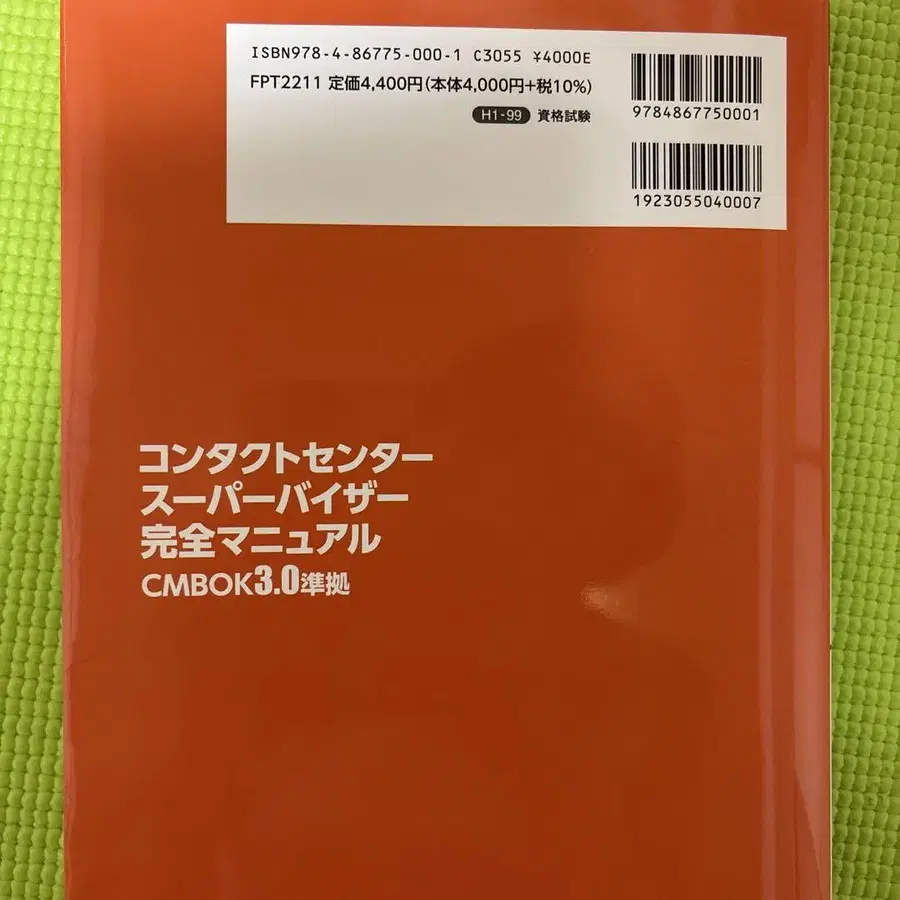 ISBN978-4-86775-000-1 C3055 ¥4000E
FPT2211 定価4,400円(本体4,000円+税10%)
H1-99 資格試験
9784867750001
1923055040007
コンタクトセンター
スーパーバイザー
完全マニュアル
CMBOK3.0準拠